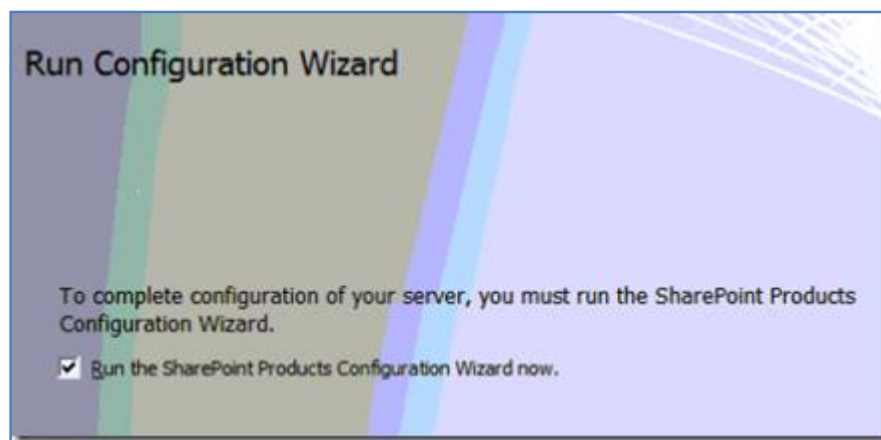 Run Configuration Wizard
To complete configuration of your server, you must run the SharePoint Products
Configuration Wizard.
Run the SharePoint Products Configuration Wizard now.